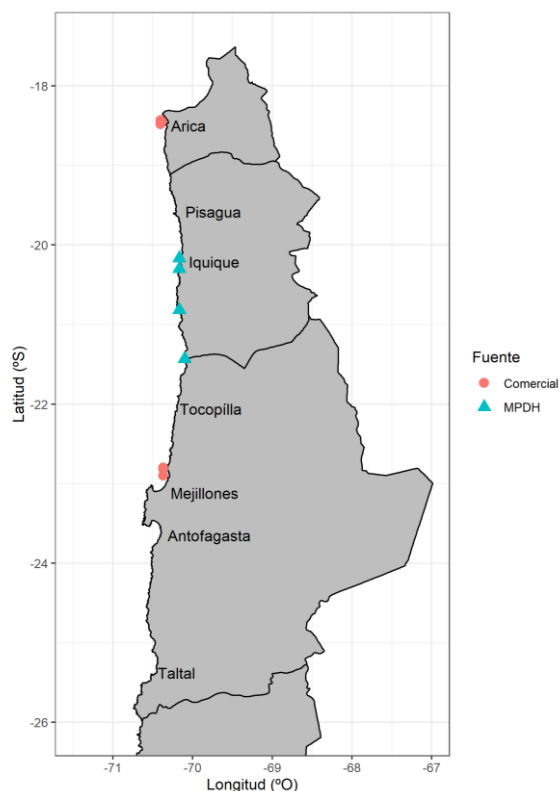 -18
Arica
Pisagua
-20
Iquique
Fuente
Comercial
MPDH
Latitud (ºS)
-22
Tocopílla
Mejillones
Antofagasta
-24
Taltal
-26
-71
-70
-69
-68
-67
Longitud (ºO)